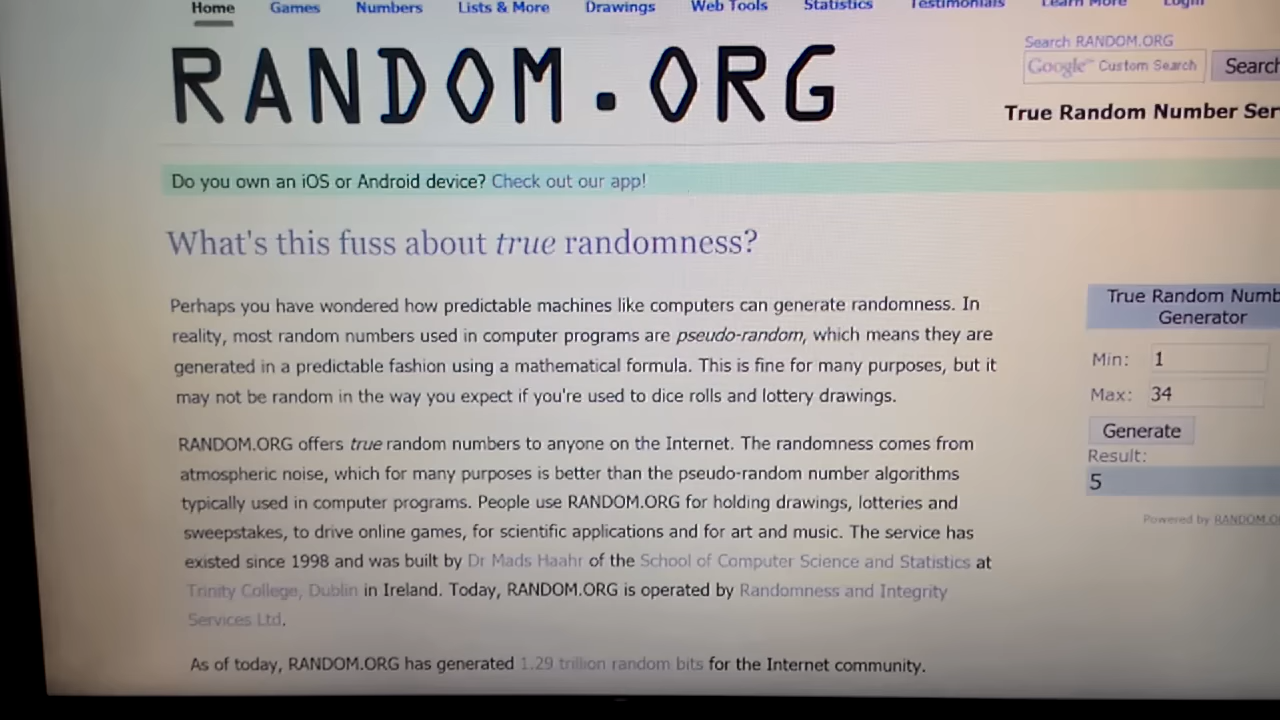 Home Games Numbers Lists & More Drawings Web Tools Statistics Testimonials Learn More Login
RANDOM.ORG
Search RANDOM.ORG
Google™ Custom Search Search
True Random Number
Do you own an iOS or Android device? Check out our app!
What's this fuss about true randomness?
Perhaps you have wondered how predictable machines like computers can generate randomness. In
reality, most random numbers used in computer programs are pseudo-random, which means they are
generated in a predictable fashion using a mathematical formula. This is fine for many purposes, but it
may not be random in the way you expect if you're used to dice rolls and lottery drawings.
RANDOM.ORG offers true random numbers to anyone on the Internet. The randomness comes from
atmospheric noise, which for many purposes is better than the pseudo-random number algorithms
typically used in computer programs. People use RANDOM.ORG for holding drawings, lotteries and
sweepstakes, to drive online games, for scientific applications and for art and music. The service has
existed since 1998 and was built by Dr Mads Haahr of the School of Computer Science and Statistics at
Trinity College, Dublin in Ireland. Today, RANDOM.ORG is operated by Randomness and Integrity
Services Ltd.
As of today, RANDOM.ORG has generated 1.29 trillion random bits for the Internet community.
True Random
Generator
Min: 1
Max: 34
Generate
Result:
5
Powered by